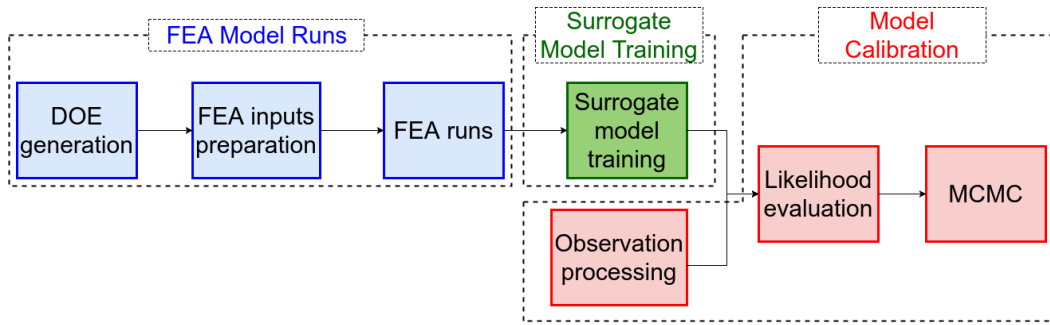 FEA Model Runs
Surrogate
Model Training
Model
Calibration
DOE
generation
FEA inputs
preparation
FEA runs
Surrogate
model
training
Likelihood
evaluation
MCMC
Observation
processing